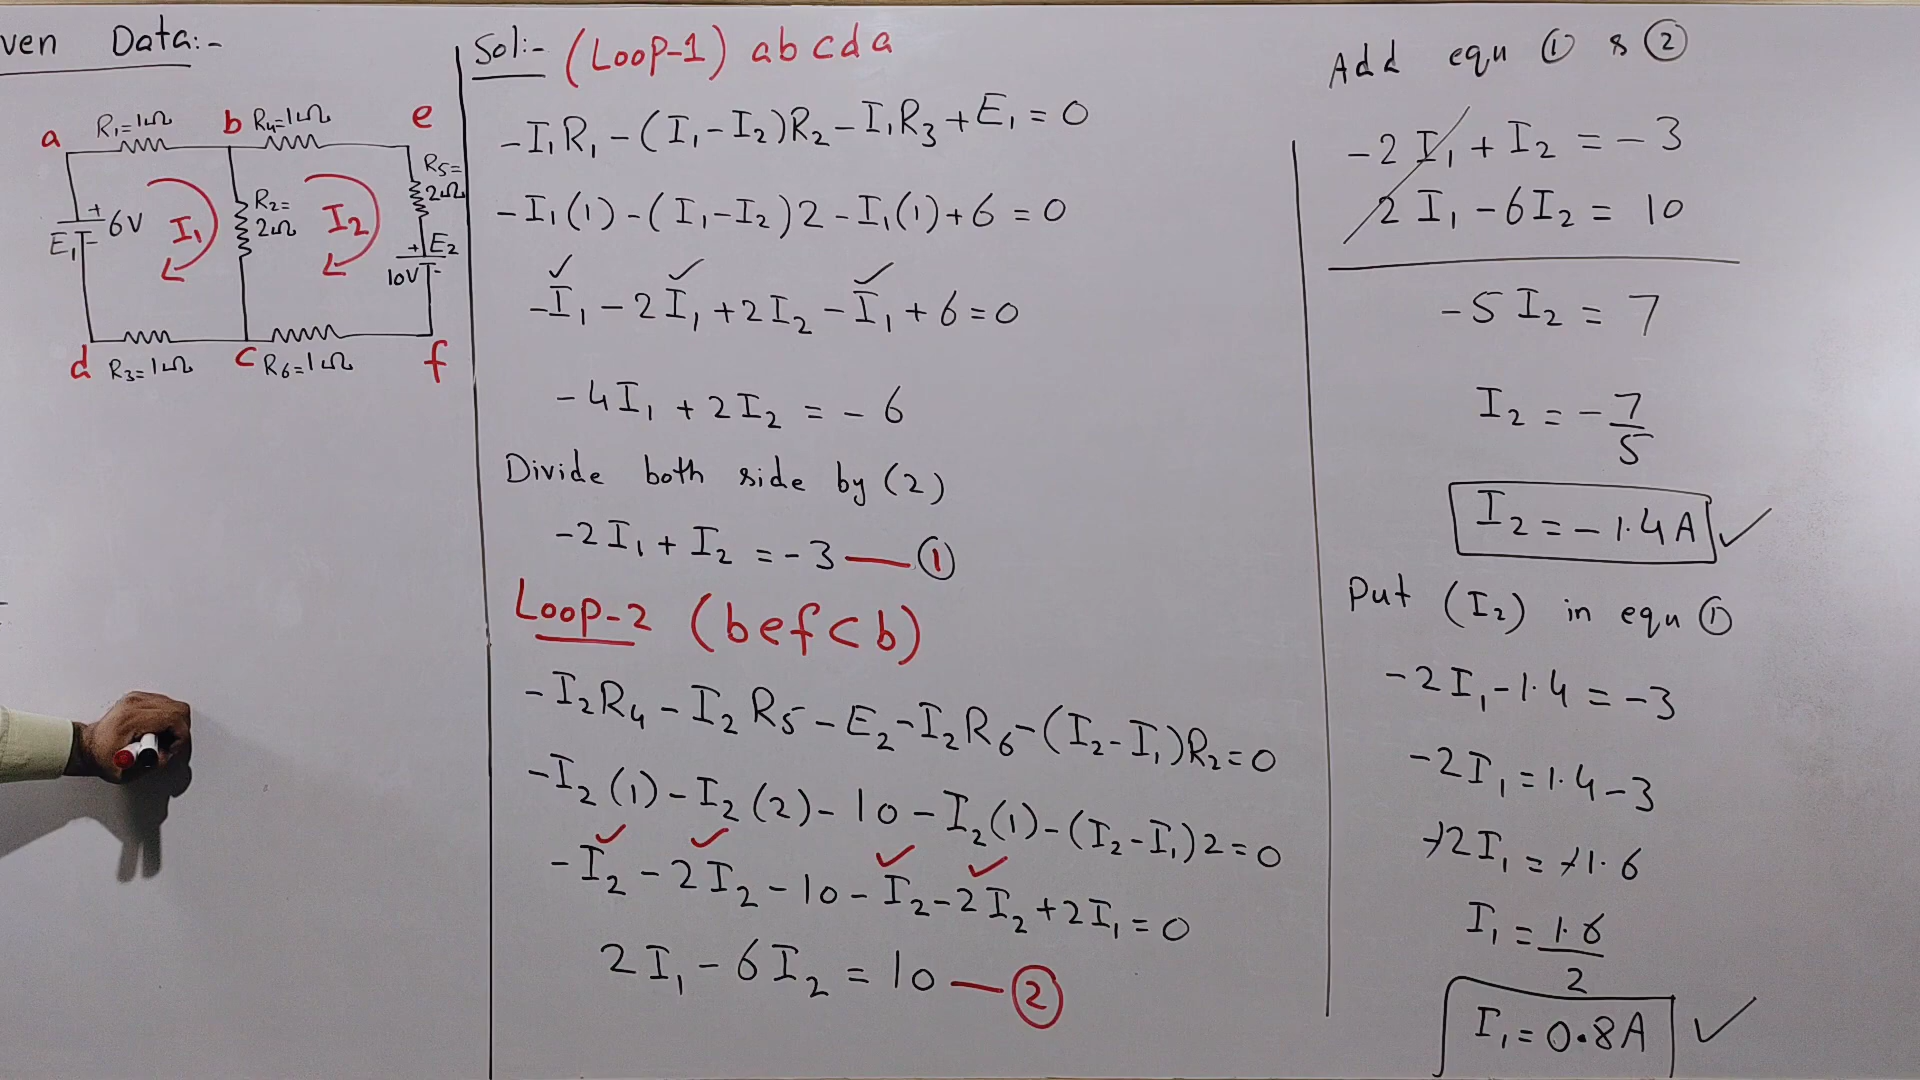 ven Data:-
a R₁=1Ω b R₄=1Ω e
R₅=2Ω
E₁ + - 6V I₁ R₂=2Ω I₂
+ E₂
10V -
d R₃=1Ω c R₆=1Ω f
Sol:- (Loop-1) abcda
-I₁R₁-(I₁-I₂)R₂-I₁R₃+E₁=0
-I₁(1)-(I₁-I₂)2-I₁(1)+6=0
✓ ✓ ✓
-I₁-2I₁+2I₂-I₁+6=0
-4I₁+2I₂=-6
Divide both side by (2)
-2I₁+I₂=-3 — ①
Loop-2 (befcb)
-I₂R₄-I₂R₅-E₂-I₂R₆-(I₂-I₁)R₂=0
-I₂(1)-I₂(2)-10-I₂(1)-(I₂-I₁)2=0
✓ ✓ ✓ ✓
-I₂-2I₂-10-I₂-2I₂+2I₁=0
2I₁-6I₂=10 — ②
Add equ ① & ②
-2I₁+I₂=-3
2I₁-6I₂=10
-5I₂=7
I₂=-7/5
I₂=-1.4A ✓
Put (I₂) in equ ①
-2I₁-1.4=-3
-2I₁=1.4-3
-2I₁=-1.6
I₁=1.6/2
I₁=0.8A ✓